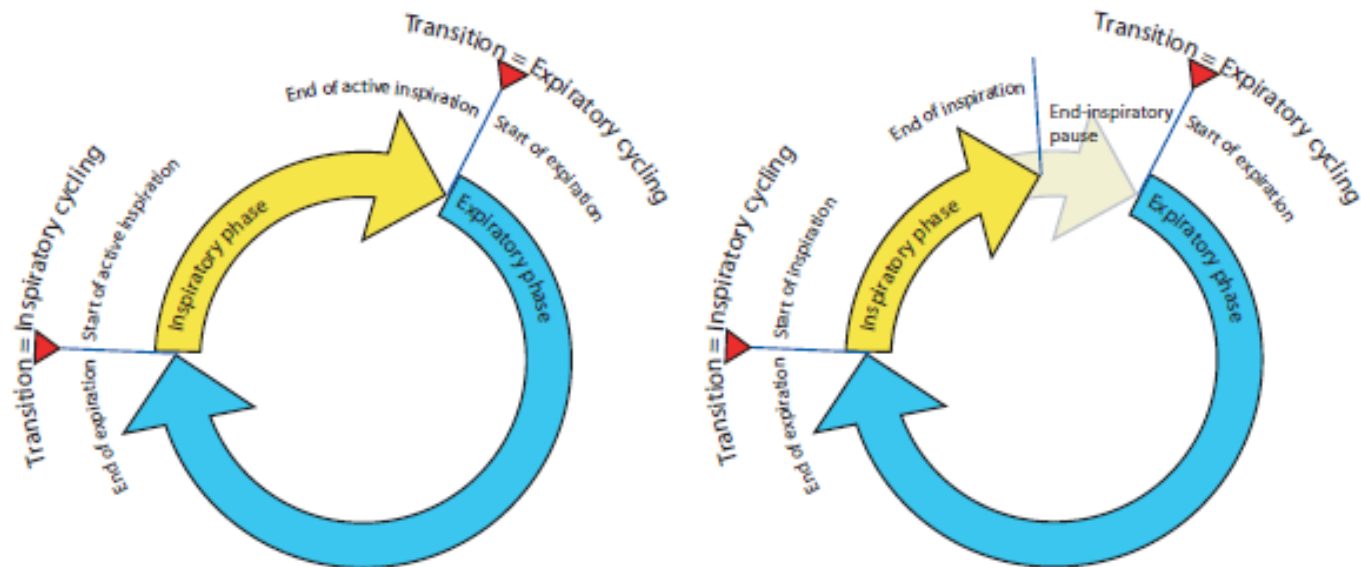 Transition = Expiratory cycling
End of active inspiration
Start of expiration
Transition = Inspiratory cycling
Start of active inspiration
End of expiration
Inspiratory phase
Expiratory phase
Transition = Expiratory cycling
End of inspiration
End-inspiratory
pause
Start of expiration
Transition = Inspiratory cycling
Start of inspiration
End of expiration
Inspiratory phase
Expiratory phase